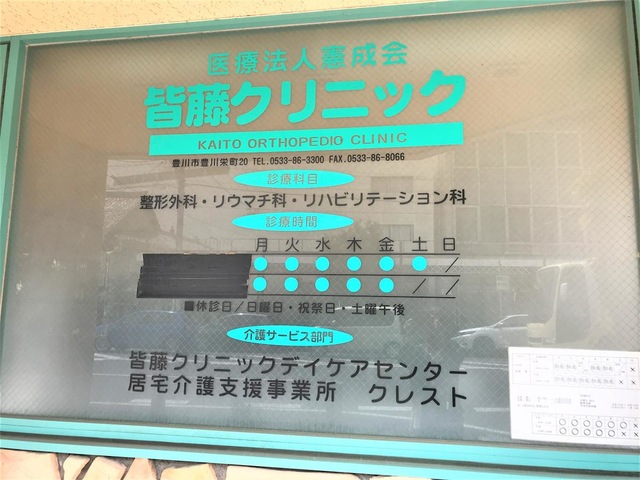 医療法人憲成会
皆藤クリニック
KAITO ORTHOPEDIO CLINIC
豊川市豊川栄町20 TEL.0533-86-3300 FAX.0533-86-8066
診療科目
整形外科・リウマチ科・リハビリテーション科
診療時間
月 火 水 木 金 土 日
● ● ● ● ● ● /
● ● ● ● ● / /
■休診日/日曜日・祝祭日・土曜午後
介護サービス部門
皆藤クリニックデイケアセンター
居宅介護支援事業所 クレスト